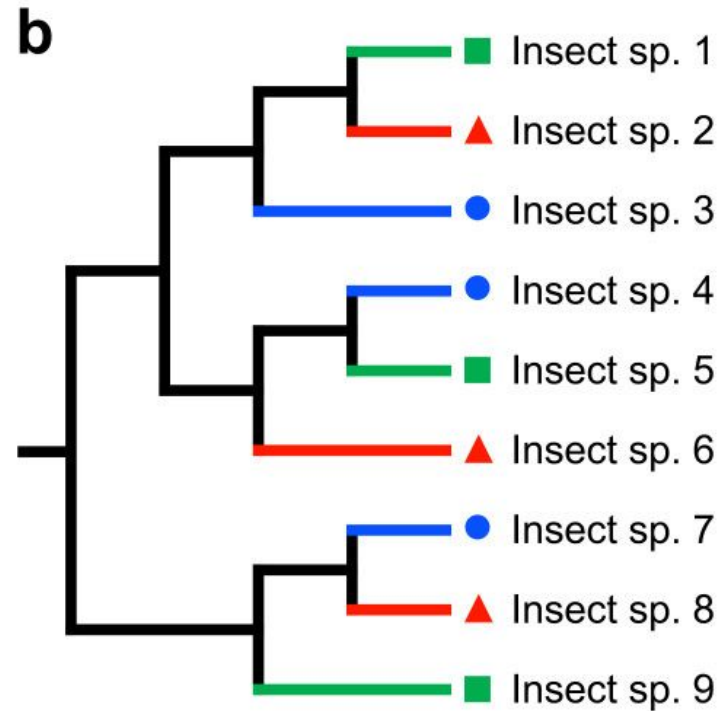 b
Insect sp. 1
Insect sp. 2
Insect sp. 3
Insect sp. 4
Insect sp. 5
Insect sp. 6
Insect sp. 7
Insect sp. 8
Insect sp. 9